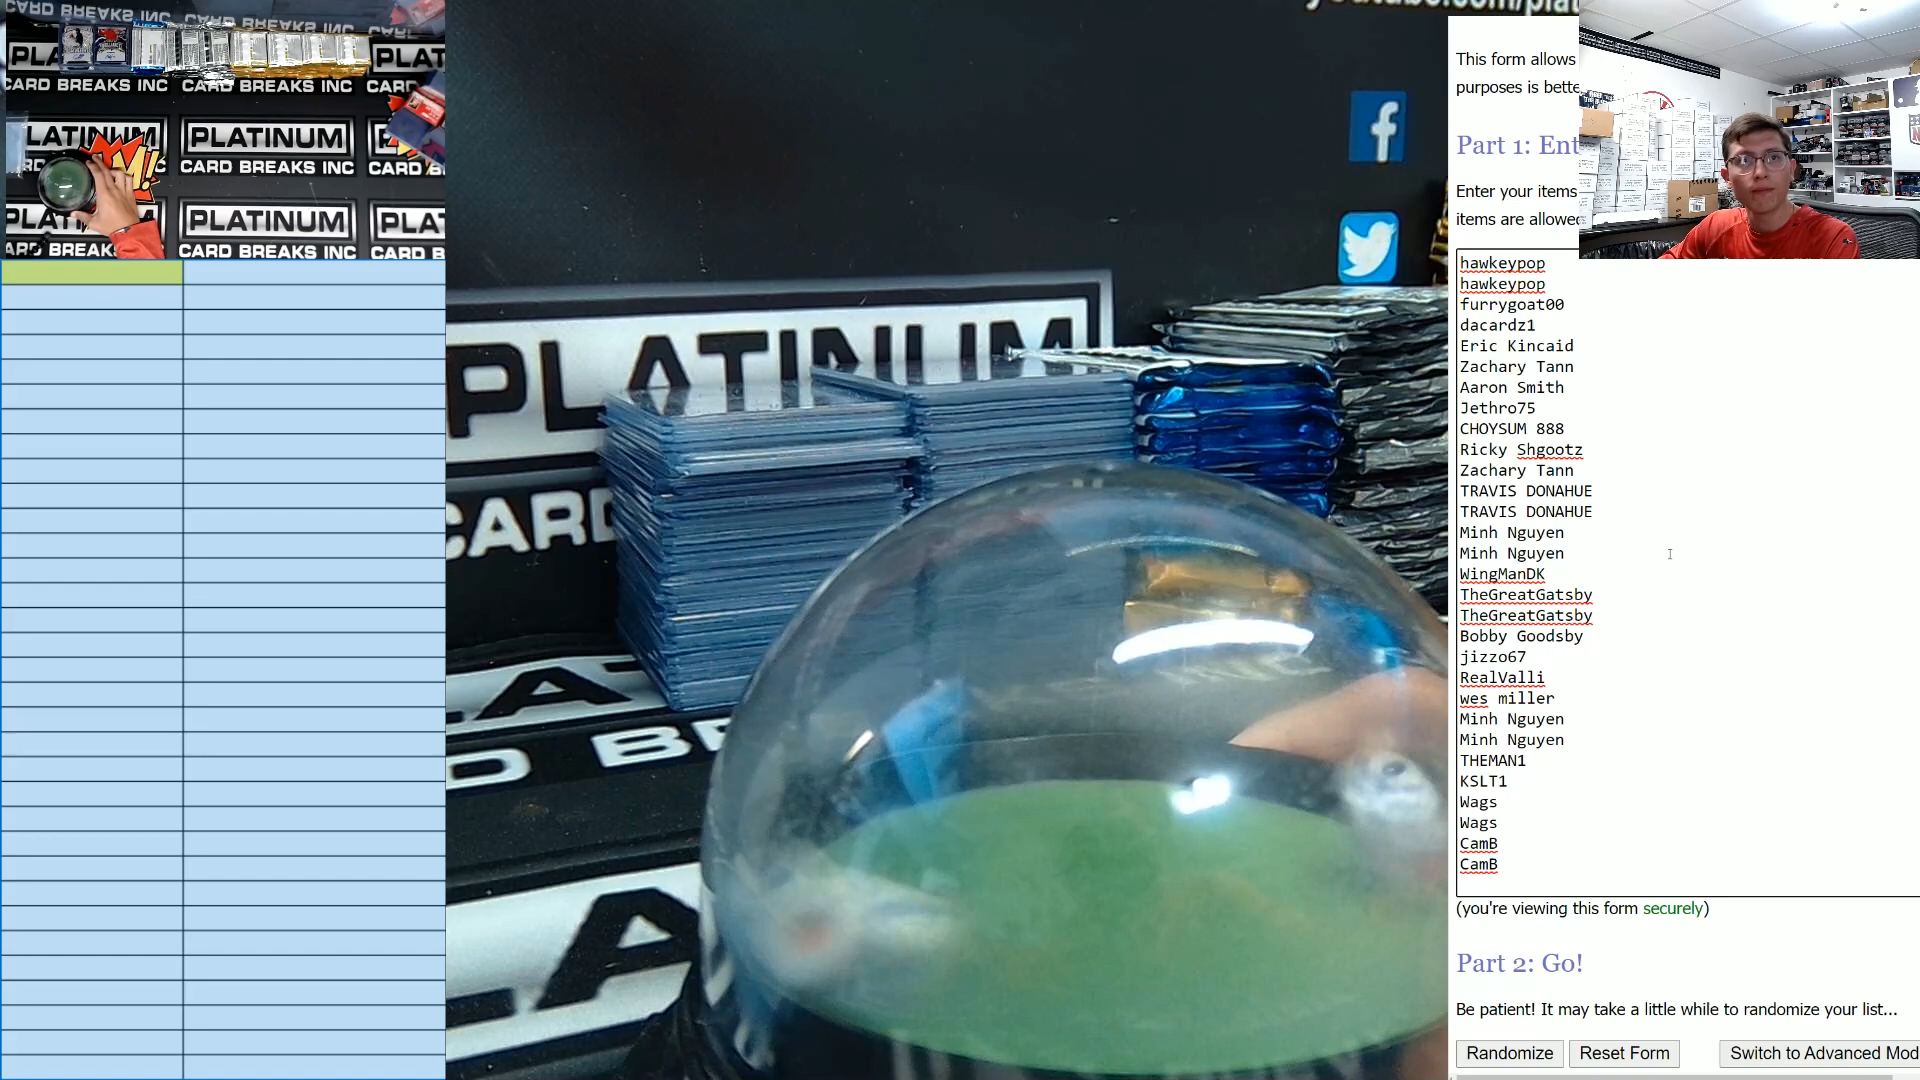 CARD BREAKS INC
PLATINUM
CARD BREAKS INC
CARD BREAKS INC
PLATINUM
CARD BREAKS INC
PLATINUM
CARD BREAKS INC
PLATINUM
CARD
This form allows
Part 1: Ent
Enter your items
items are allowed
hawkeypop
hawkeypop
furrygoat00
dacardz1
Eric Kincaid
Zachary Tann
Aaron Smith
Jethro75
CHOYSUM 888
Ricky Shgootz
Zachary Tann
TRAVIS DONAHUE
TRAVIS DONAHUE
Minh Nguyen
Minh Nguyen
WingManDK
TheGreatGatsby
TheGreatGatsby
Bobby Goodsby
jizzo67
RealValli
wes miller
Minh Nguyen
Minh Nguyen
THEMAN1
KSLT1
Wags
Wags
CamB
CamB
(you're viewing this form securely)
Part 2: Go!
Be patient! It may take a little while to randomize your list...
Randomize Reset Form Switch to Advanced Mod